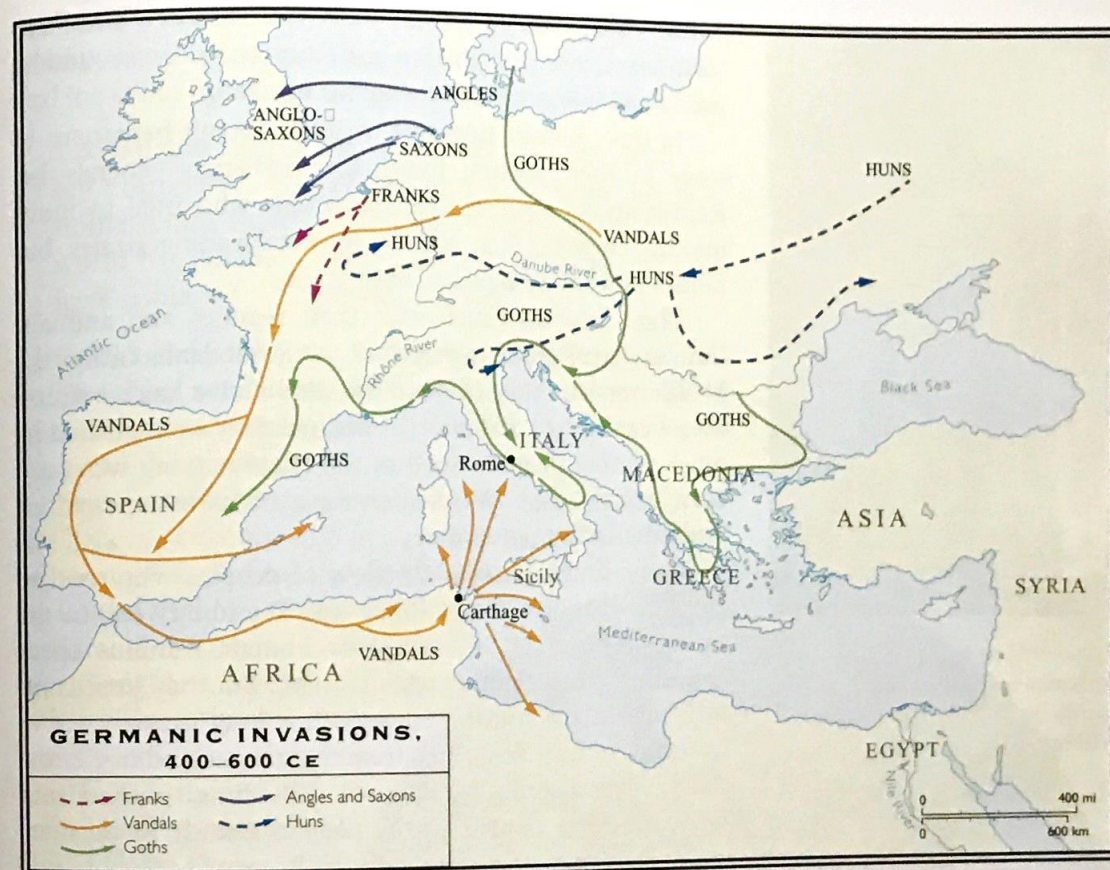 ANGLES
ANGLO-□
SAXONS
SAXONS
GOTHS
HUNS
FRANKS
VANDALS
HUNS
Danube River
HUNS
GOTHS
Atlantic Ocean
Rhône River
Black Sea
VANDALS
GOTHS
ITALY
GOTHS
Rome
MACEDONIA
SPAIN
ASIA
Sicily
GREECE
SYRIA
Carthage
Mediterranean Sea
VANDALS
AFRICA
EGYPT
Nile River
GERMANIC INVASIONS,
400–600 CE
Franks
Vandals
Goths
Angles and Saxons
Huns
0 400 mi
0 600 km